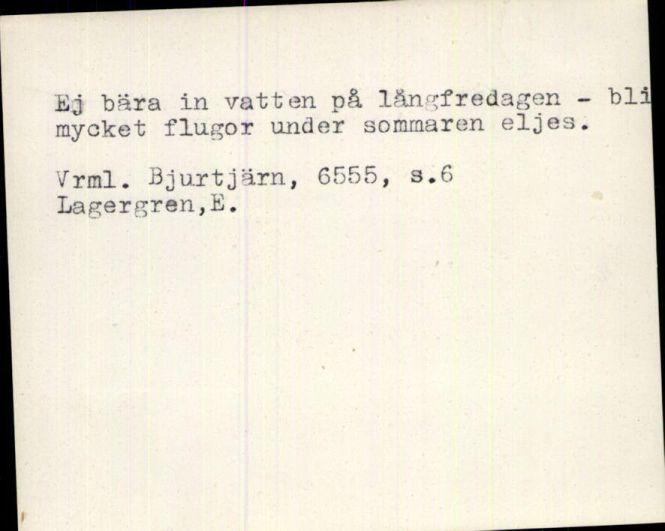 Ej bära in vatten på långfredagen - bli
mycket flugor under sommaren eljes.
Vrml. Bjurtjärn, 6555, s.6
Lagergren,E.